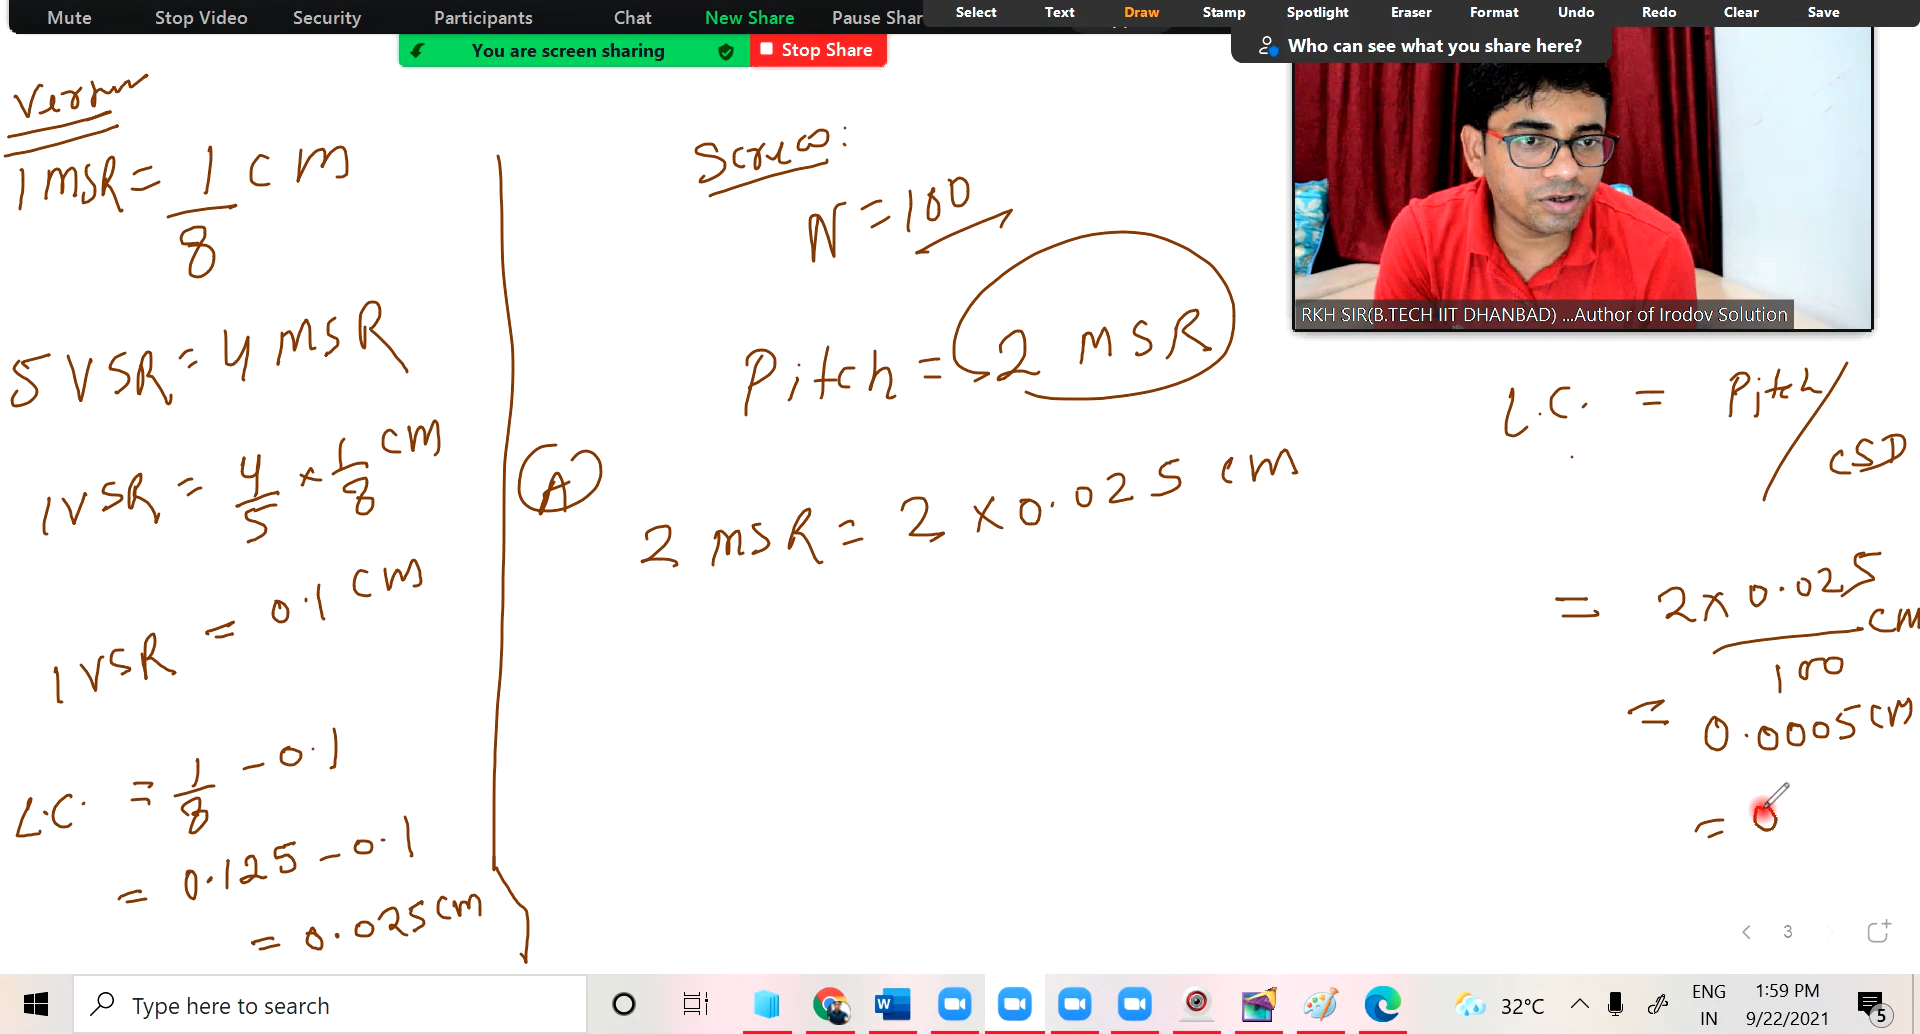 Mute Stop Video Security Participants Chat New Share Pause Shar Select Text Draw Stamp Spotlight Eraser Format Undo Redo Clear Save
You are screen sharing Stop Share Who can see what you share here?
1 MSR = 1/8 cm
5 VSR = 4 MSR
1 VSR = 4/5 × 1/8 cm
1 VSR = 0.1 cm
L.C. = 1/8 - 0.1
= 0.125 - 0.1
= 0.025 cm
Screw:
N = 100
Pitch = 2 MSR
A
2 MSR = 2 × 0.025 cm
RKH SIR(B.TECH IIT DHANBAD) ...Author of Irodov Solution
L.C. = Pitch / CSD
= 2 × 0.025 / 100 cm
= 0.0005 cm
= 0
3
Type here to search
32°C
ENG
IN
1:59 PM
9/22/2021
5